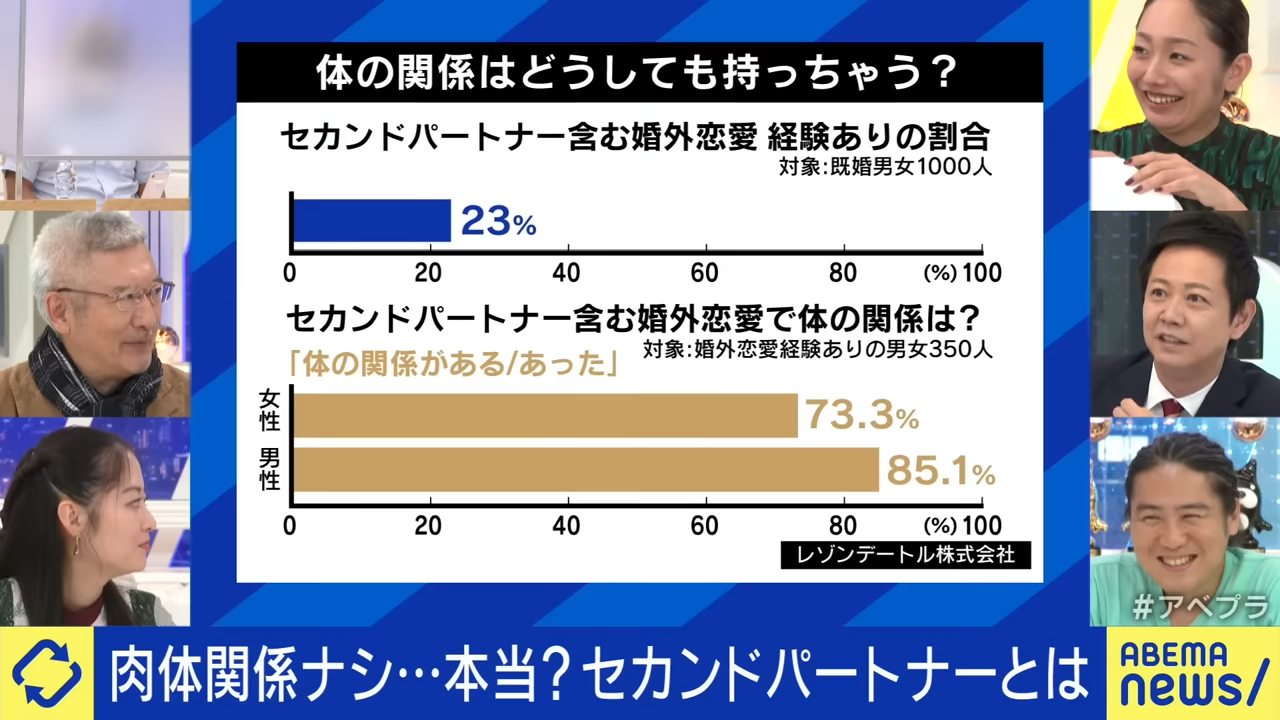 体の関係はどうしても持っちゃう?
セカンドパートナー含む婚外恋愛 経験ありの割合
対象:既婚男女1000人
23%
0 20 40 60 80 (%)100
セカンドパートナー含む婚外恋愛で体の関係は?
対象:婚外恋愛経験ありの男女350人
「体の関係がある/あった」
女性 73.3%
男性 85.1%
0 20 40 60 80 (%)100
レゾンデートル株式会社
#アベプラ
肉体関係ナシ…本当?セカンドパートナーとは
ABEMA
news/